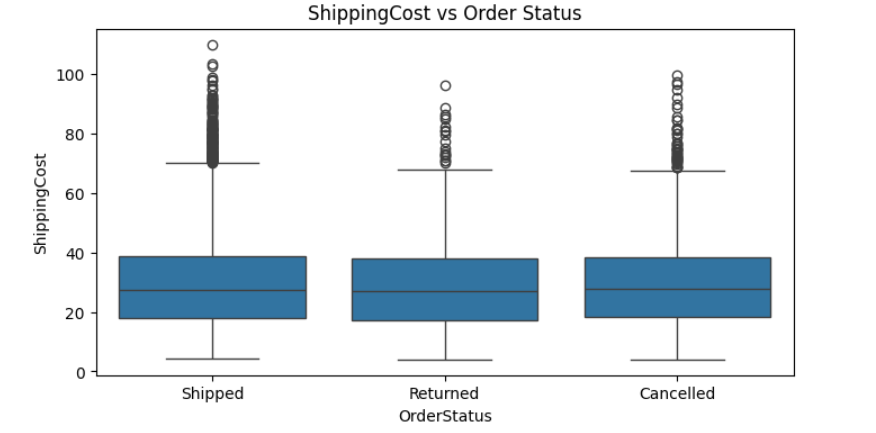 ShippingCost vs Order Status
100
80
60
40
20
0
ShippingCost
Shipped
Returned
Cancelled
OrderStatus